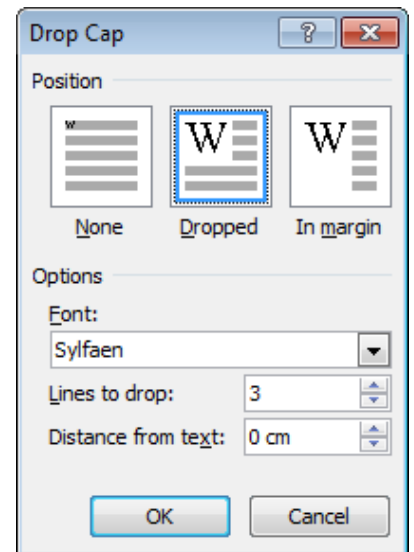 Drop Cap
Position
W W W
None Dropped In margin
Options
Font:
Sylfaen
Lines to drop: 3
Distance from text: 0 cm
OK Cancel